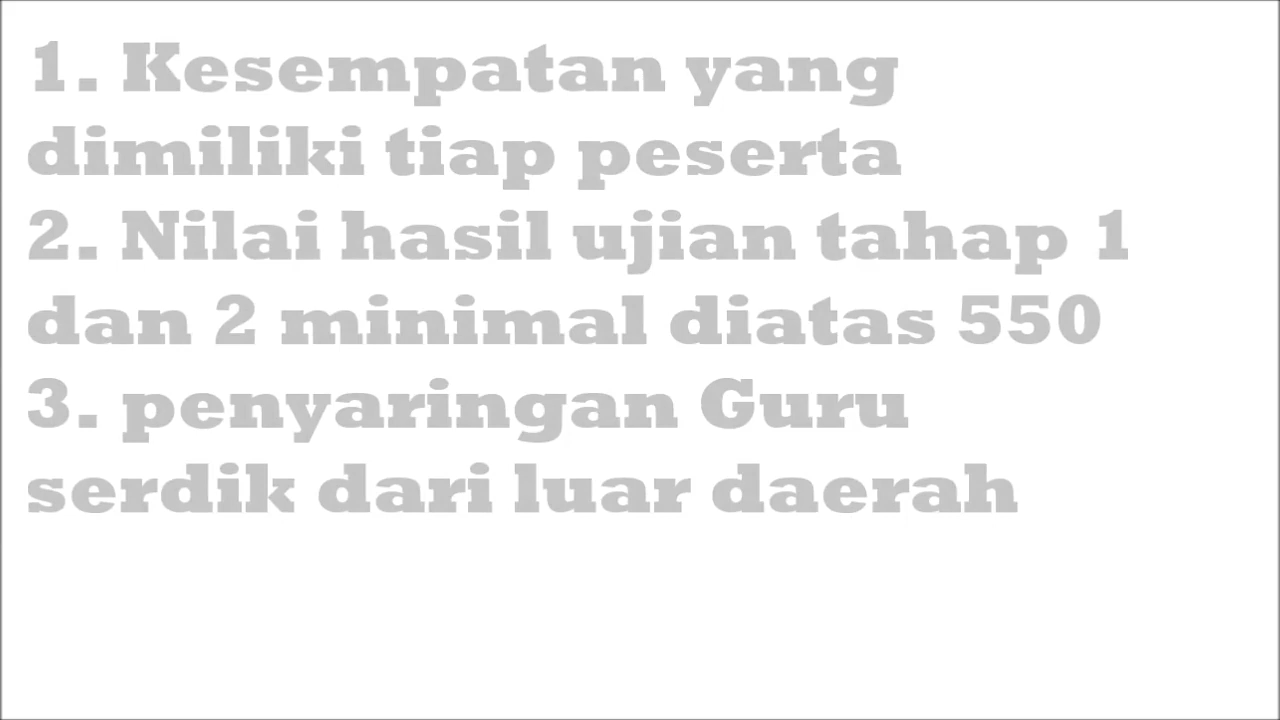 1. Kesempatan yang
dimiliki tiap peserta
2. Nilai hasil ujian tahap 1
dan 2 minimal diatas 550
3. penyaringan Guru
serdik dari luar daerah